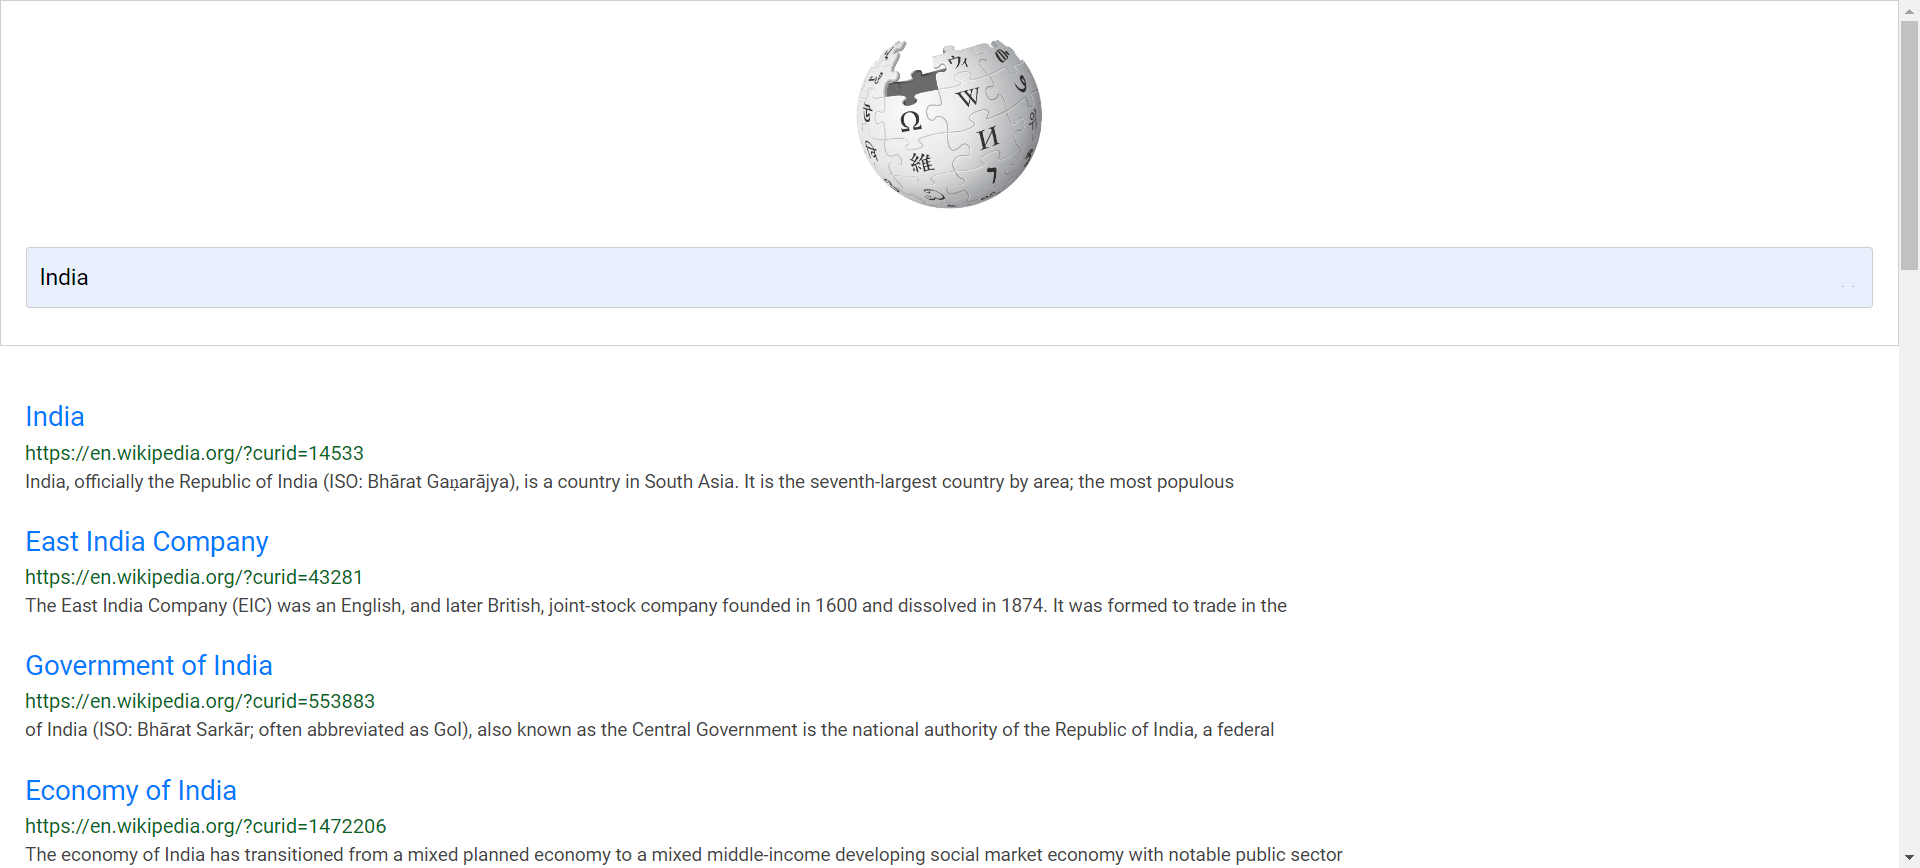 Ω
W
И
維
ウィ
India
India
https://en.wikipedia.org/?curid=14533
India, officially the Republic of India (ISO: Bhārat Gaṇarājya), is a country in South Asia. It is the seventh-largest country by area; the most populous
East India Company
https://en.wikipedia.org/?curid=43281
The East India Company (EIC) was an English, and later British, joint-stock company founded in 1600 and dissolved in 1874. It was formed to trade in the
Government of India
https://en.wikipedia.org/?curid=553883
of India (ISO: Bhārat Sarkār; often abbreviated as GoI), also known as the Central Government is the national authority of the Republic of India, a federal
Economy of India
https://en.wikipedia.org/?curid=1472206
The economy of India has transitioned from a mixed planned economy to a mixed middle-income developing social market economy with notable public sector